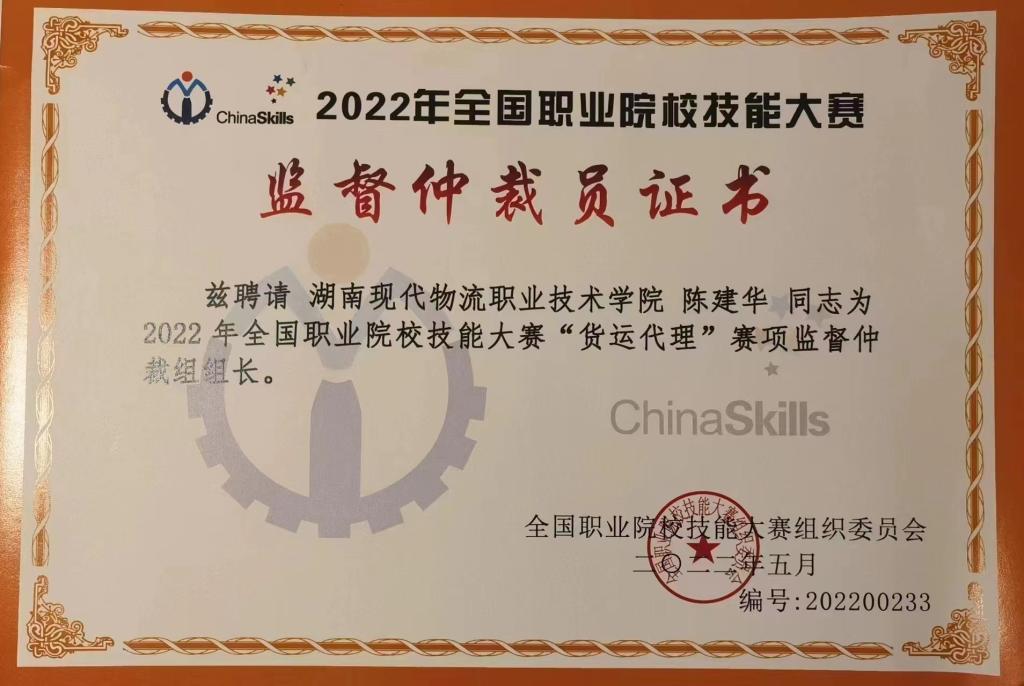 ChinaSkills 2022年全国职业院校技能大赛
监督仲裁员证书
兹聘请 湖南现代物流职业技术学院 陈建华 同志为
2022 年全国职业院校技能大赛“货运代理”赛项监督仲
裁组组长。
ChinaSkills
全国职业院校技能大赛组织委员会
二〇二二年五月
编号:202200233